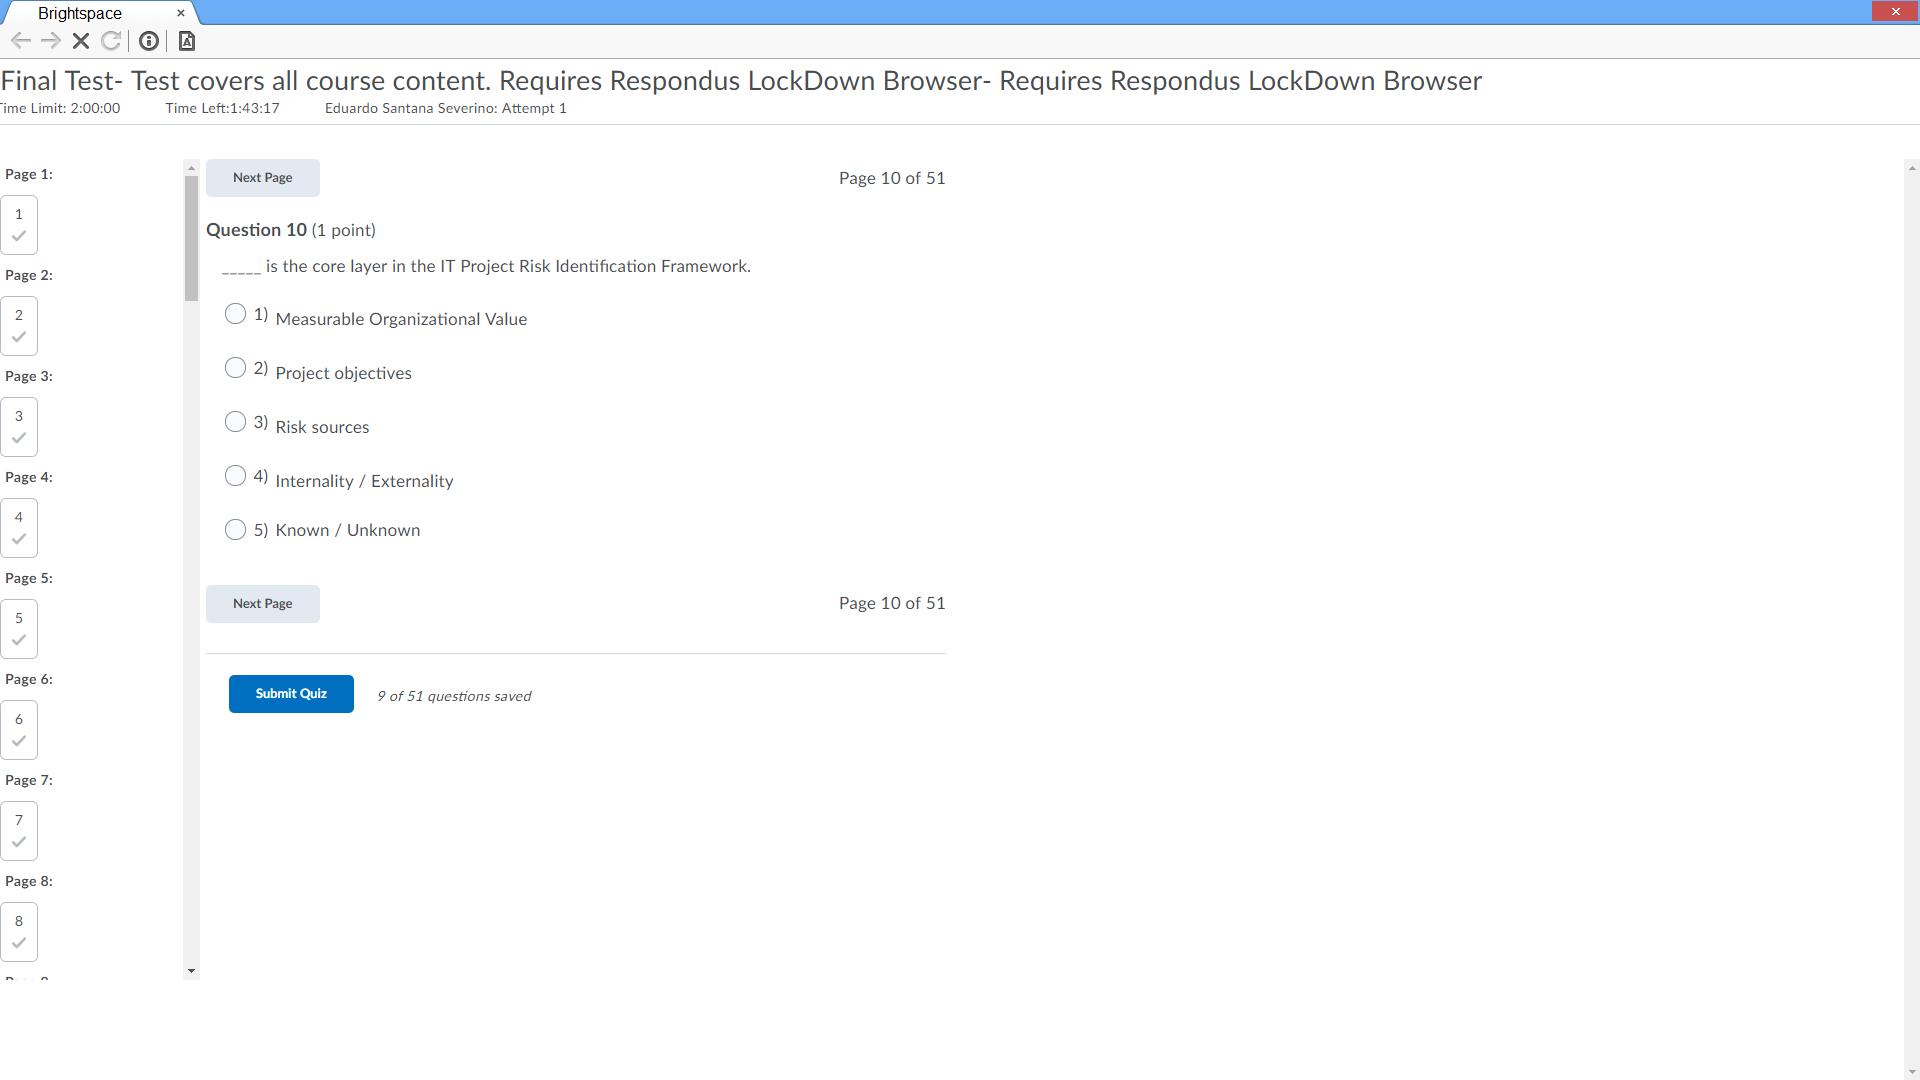 Brightspace
Final Test- Test covers all course content. Requires Respondus LockDown Browser- Requires Respondus LockDown Browser
Time Limit: 2:00:00 Time Left:1:43:17 Eduardo Santana Severino: Attempt 1
Page 1:
1
Page 2:
2
Page 3:
3
Page 4:
4
Page 5:
5
Page 6:
6
Page 7:
7
Page 8:
8
Next Page Page 10 of 51
Question 10 (1 point)
_____ is the core layer in the IT Project Risk Identification Framework.
1) Measurable Organizational Value
2) Project objectives
3) Risk sources
4) Internality / Externality
5) Known / Unknown
Next Page Page 10 of 51
Submit Quiz 9 of 51 questions saved